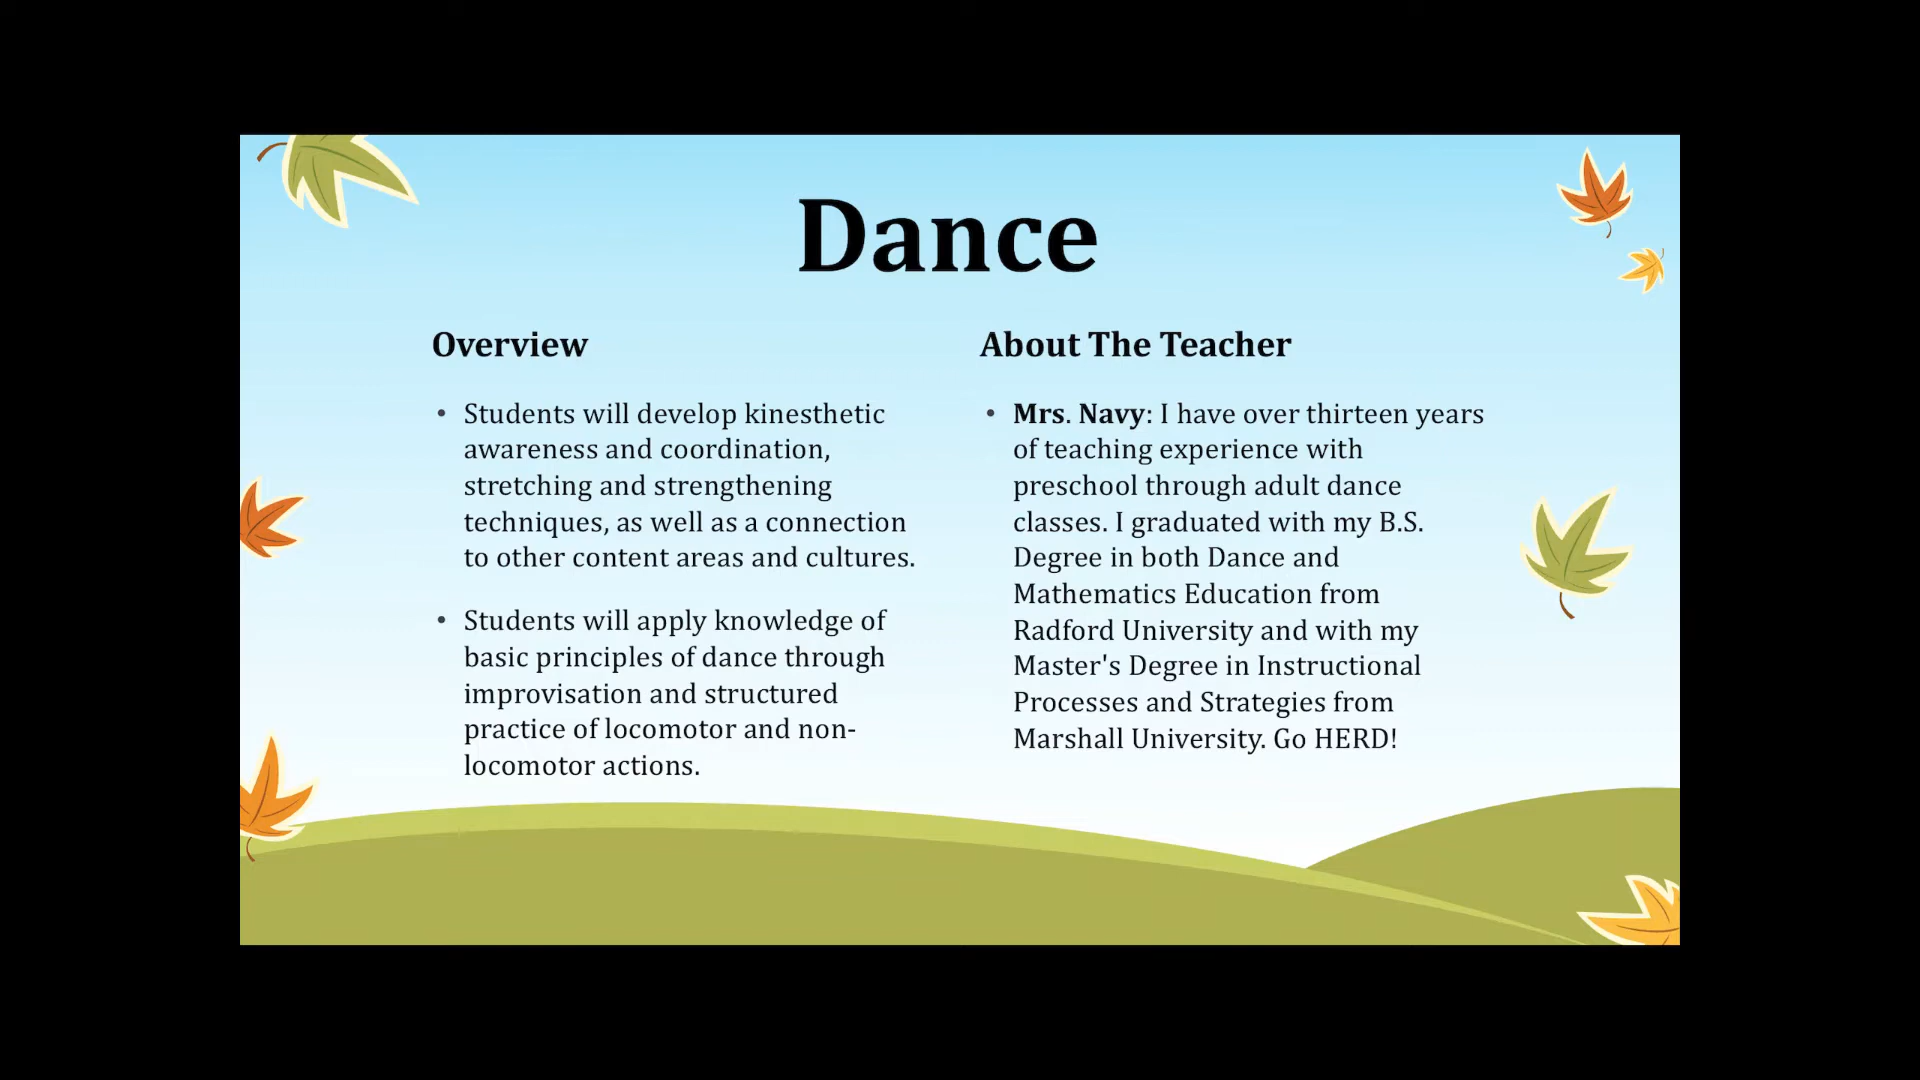 Dance
Overview
• Students will develop kinesthetic
awareness and coordination,
stretching and strengthening
techniques, as well as a connection
to other content areas and cultures.
• Students will apply knowledge of
basic principles of dance through
improvisation and structured
practice of locomotor and non-
locomotor actions.
About The Teacher
• Mrs. Navy: I have over thirteen years
of teaching experience with
preschool through adult dance
classes. I graduated with my B.S.
Degree in both Dance and
Mathematics Education from
Radford University and with my
Master's Degree in Instructional
Processes and Strategies from
Marshall University. Go HERD!